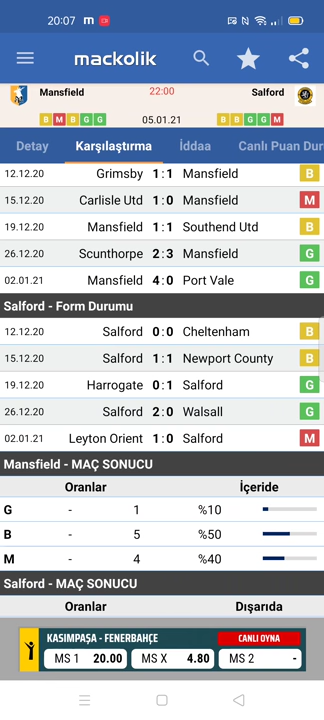 20:07 m
mackolik
Mansfield 22:00 Salford
B M B G G 05.01.21 B B G G M
Detay Karşılaştırma İddaa Canlı Puan Dur
12.12.20 Grimsby 1:1 Mansfield B
15.12.20 Carlisle Utd 1:0 Mansfield M
19.12.20 Mansfield 1:1 Southend Utd B
26.12.20 Scunthorpe 2:3 Mansfield G
02.01.21 Mansfield 4:0 Port Vale G
Salford - Form Durumu
12.12.20 Salford 0:0 Cheltenham B
15.12.20 Salford 1:1 Newport County B
19.12.20 Harrogate 0:1 Salford G
26.12.20 Salford 2:0 Walsall G
02.01.21 Leyton Orient 1:0 Salford M
Mansfield - MAÇ SONUCU
Oranlar İçeride
G - 1 %10
B - 5 %50
M - 4 %40
Salford - MAÇ SONUCU
Oranlar Dışarıda
KASIMPAŞA - FENERBAHÇE CANLI OYNA
MS 1 20.00 MS X 4.80 MS 2 -